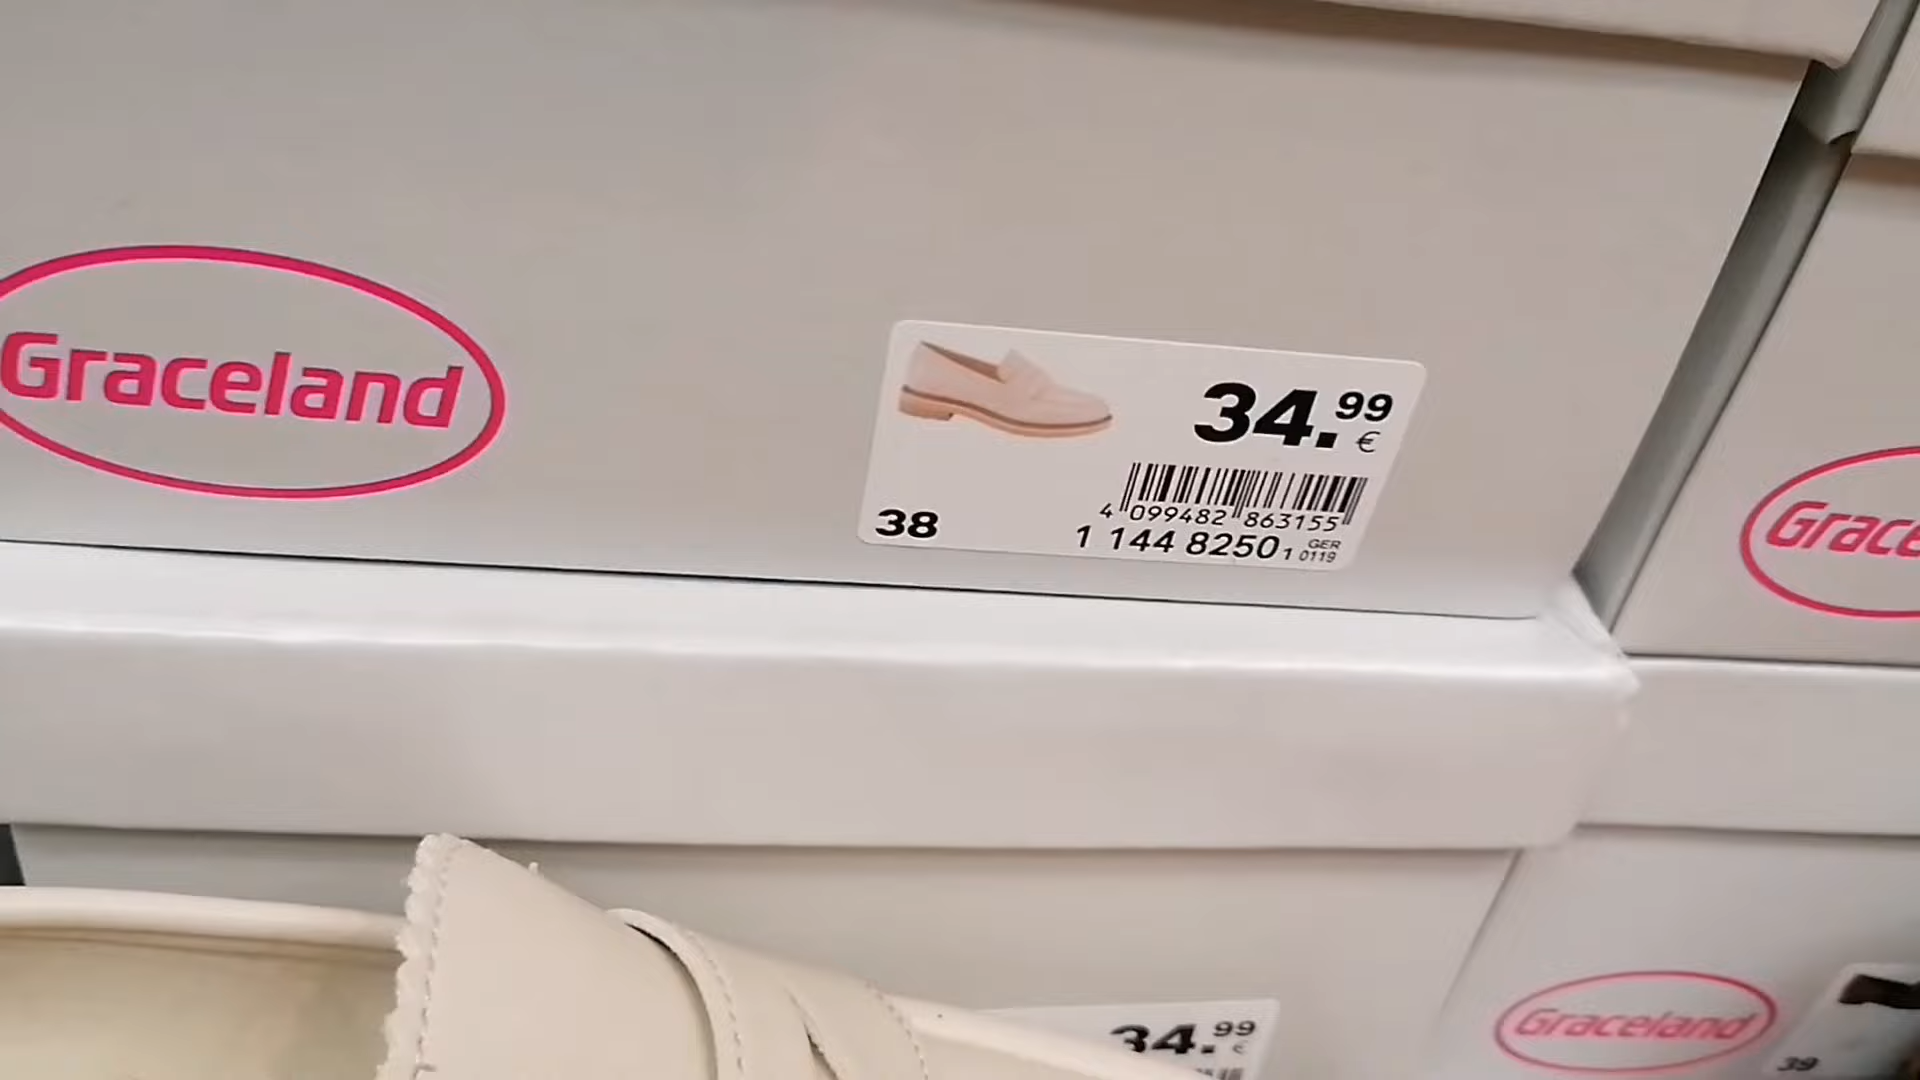 Graceland
34.99 €
38
4 099482 863155
1 144 8250 1 GER 0119
Grace
34.99 €
Graceland
39